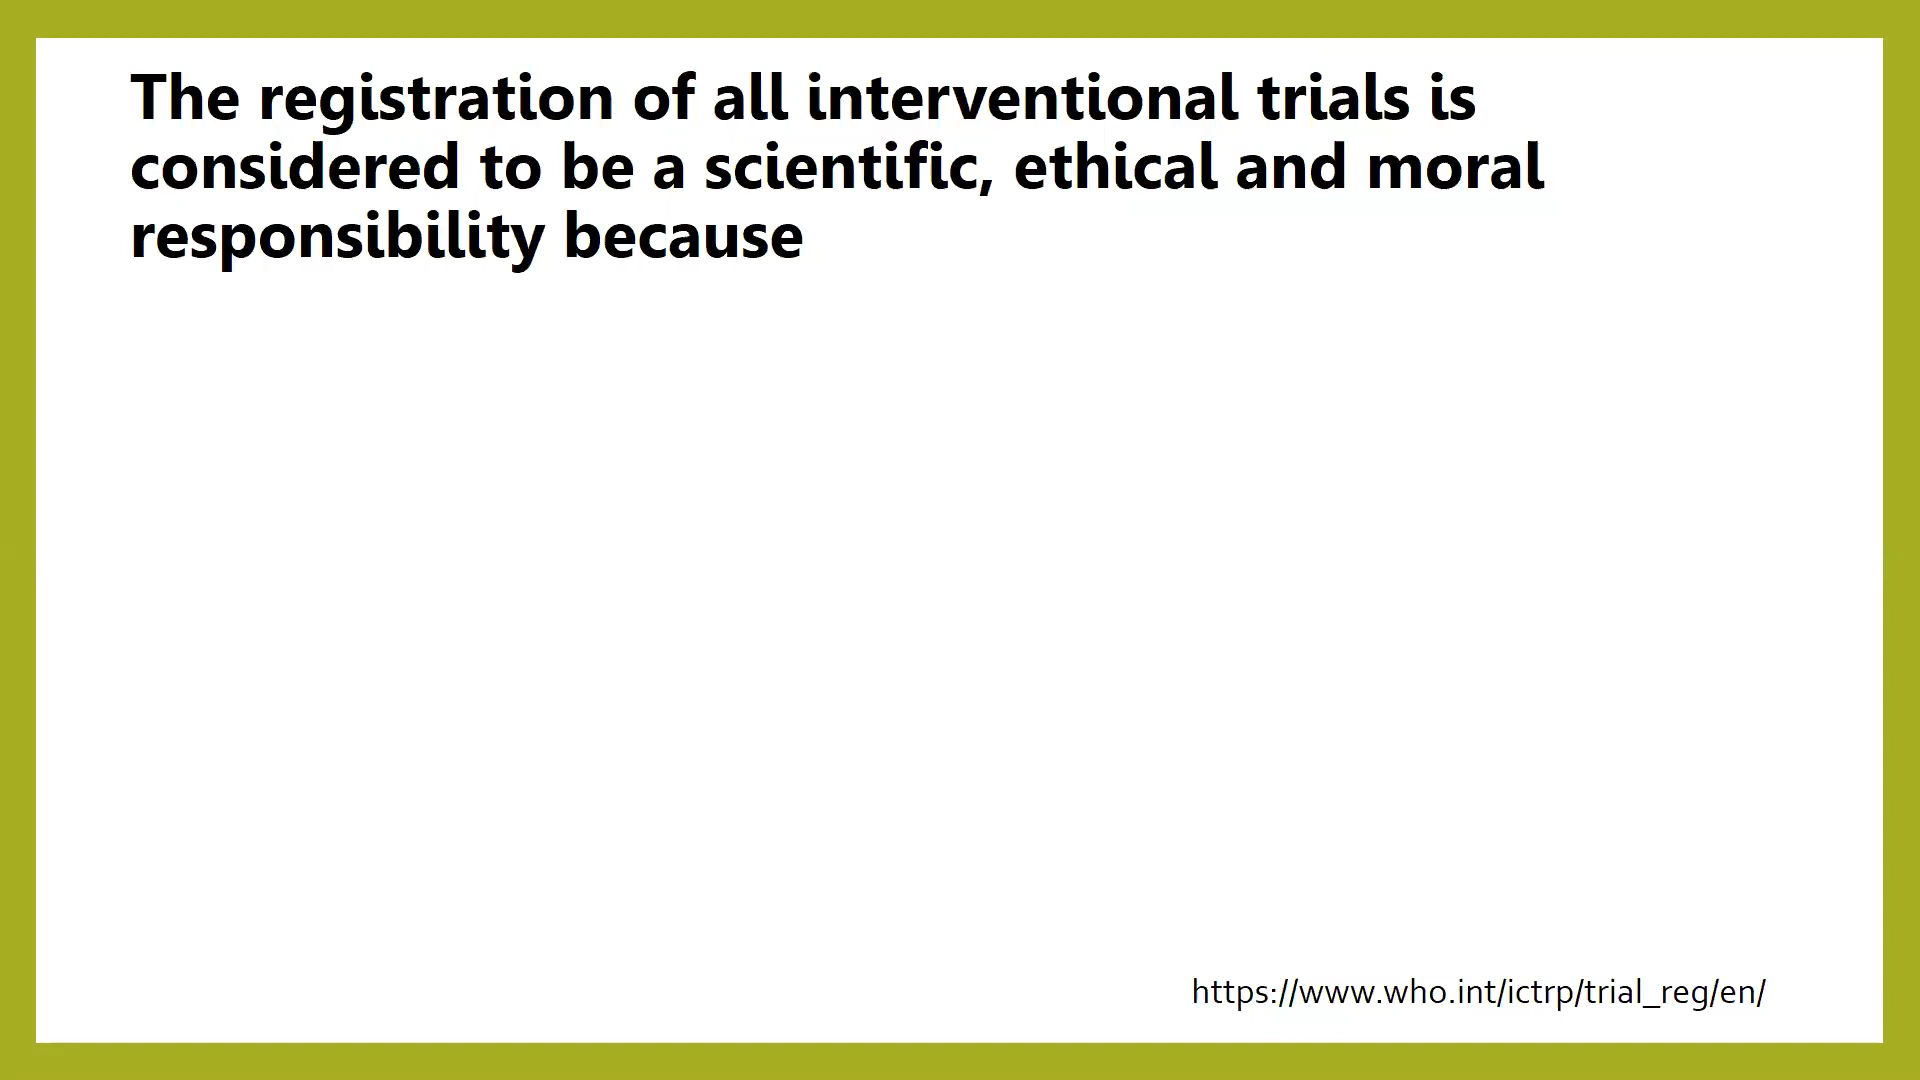 The registration of all interventional trials is
considered to be a scientific, ethical and moral
responsibility because
https://www.who.int/ictrp/trial_reg/en/